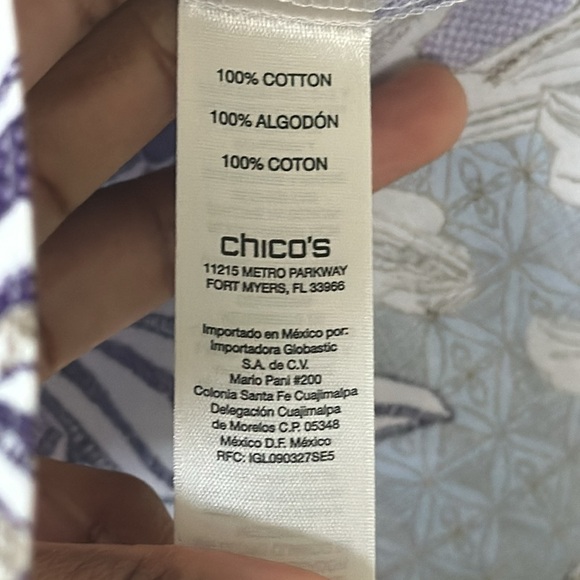 100% COTTON
100% ALGODÓN
100% COTON
chico's
11215 METRO PARKWAY
FORT MYERS, FL 33966
Importado en México por:
Importadora Globastic
S.A. de C.V.
Mario Pani #200
Colonia Santa Fe Cuajimalpa
Delegación Cuajimalpa
de Morelos C.P. 05348
México D.F. México
RFC: IGL090327SE5